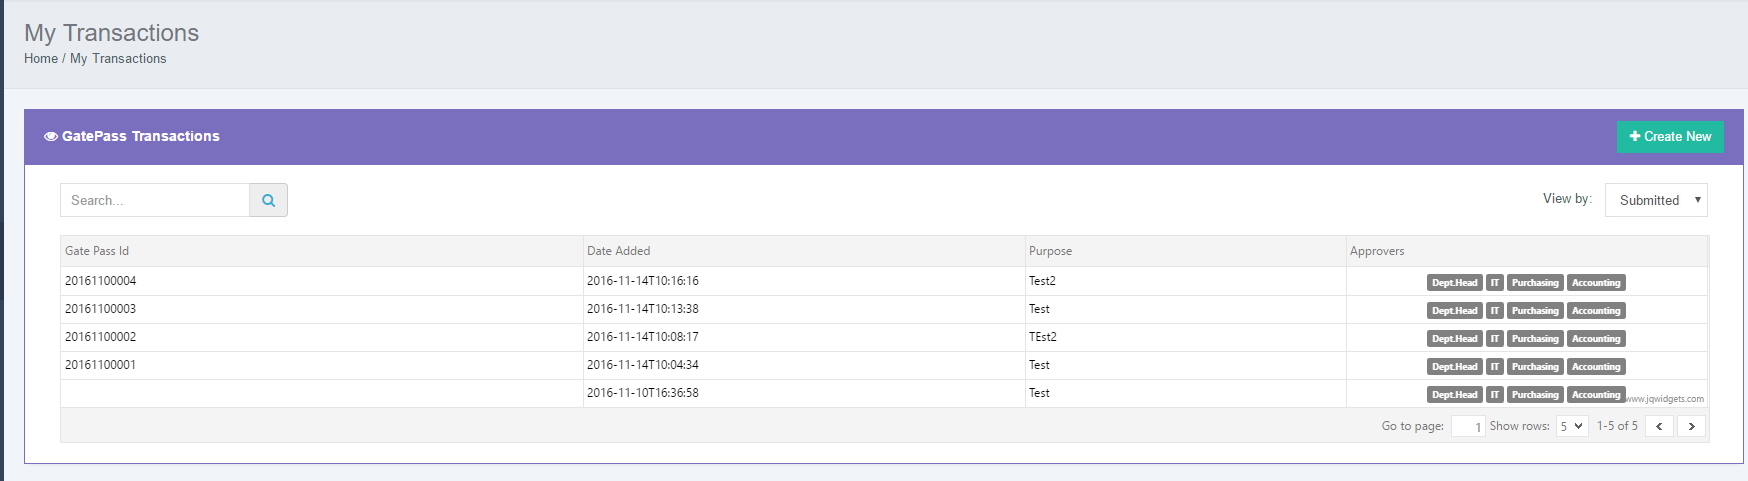 My Transactions
Home / My Transactions
GatePass Transactions
Create New
Search...
View by: Submitted
Gate Pass Id Date Added Purpose Approvers
20161100004 2016-11-14T10:16:16 Test2 Dept.Head IT Purchasing Accounting
20161100003 2016-11-14T10:13:38 Test Dept.Head IT Purchasing Accounting
20161100002 2016-11-14T10:08:17 TEst2 Dept.Head IT Purchasing Accounting
20161100001 2016-11-14T10:04:34 Test Dept.Head IT Purchasing Accounting
2016-11-10T16:36:58 Test Dept.Head IT Purchasing Accounting
www.jqwidgets.com
Go to page: 1 Show rows: 5 1-5 of 5